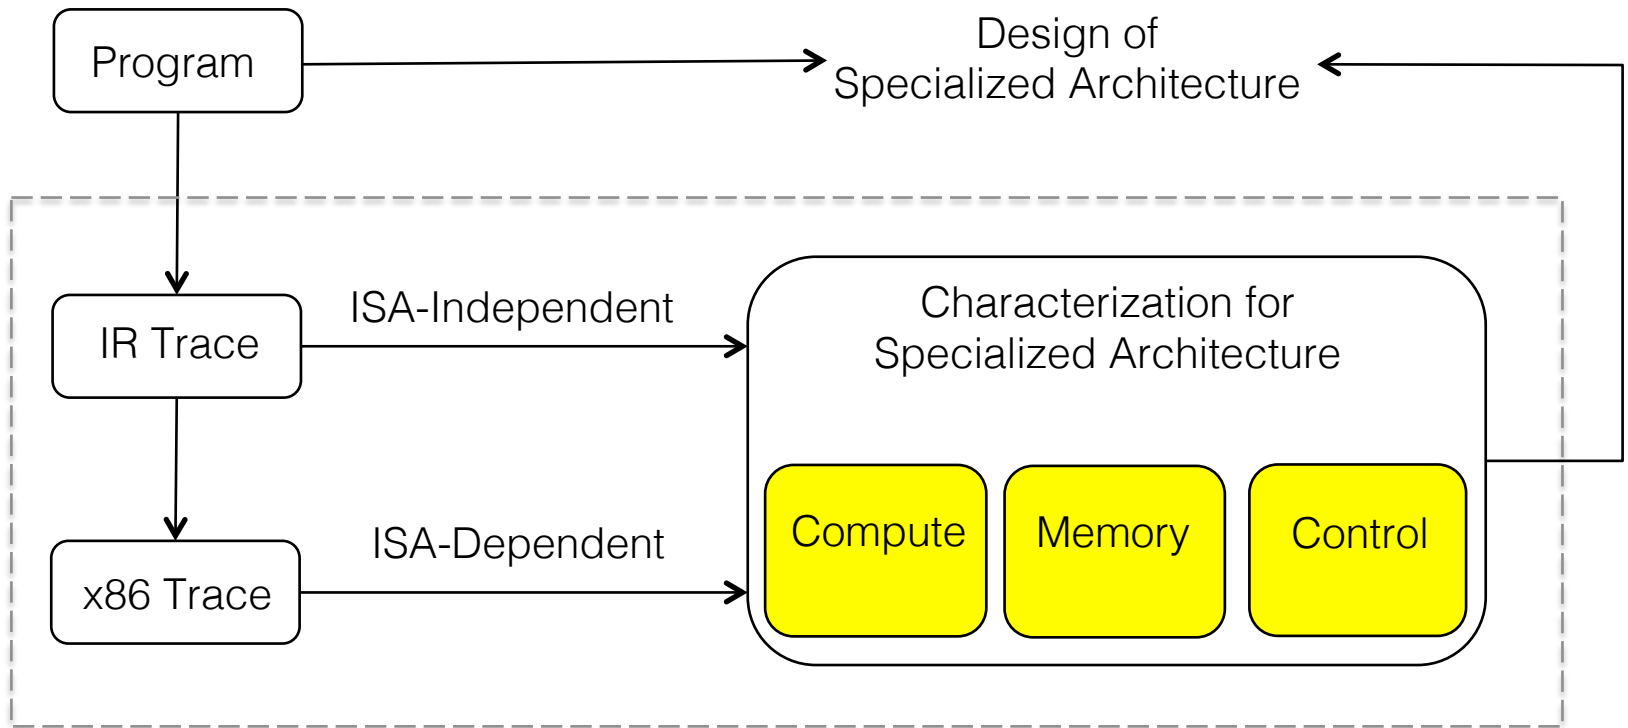 Program
Design of
Specialized Architecture
IR Trace
ISA-Independent
Characterization for
Specialized Architecture
x86 Trace
ISA-Dependent
Compute
Memory
Control